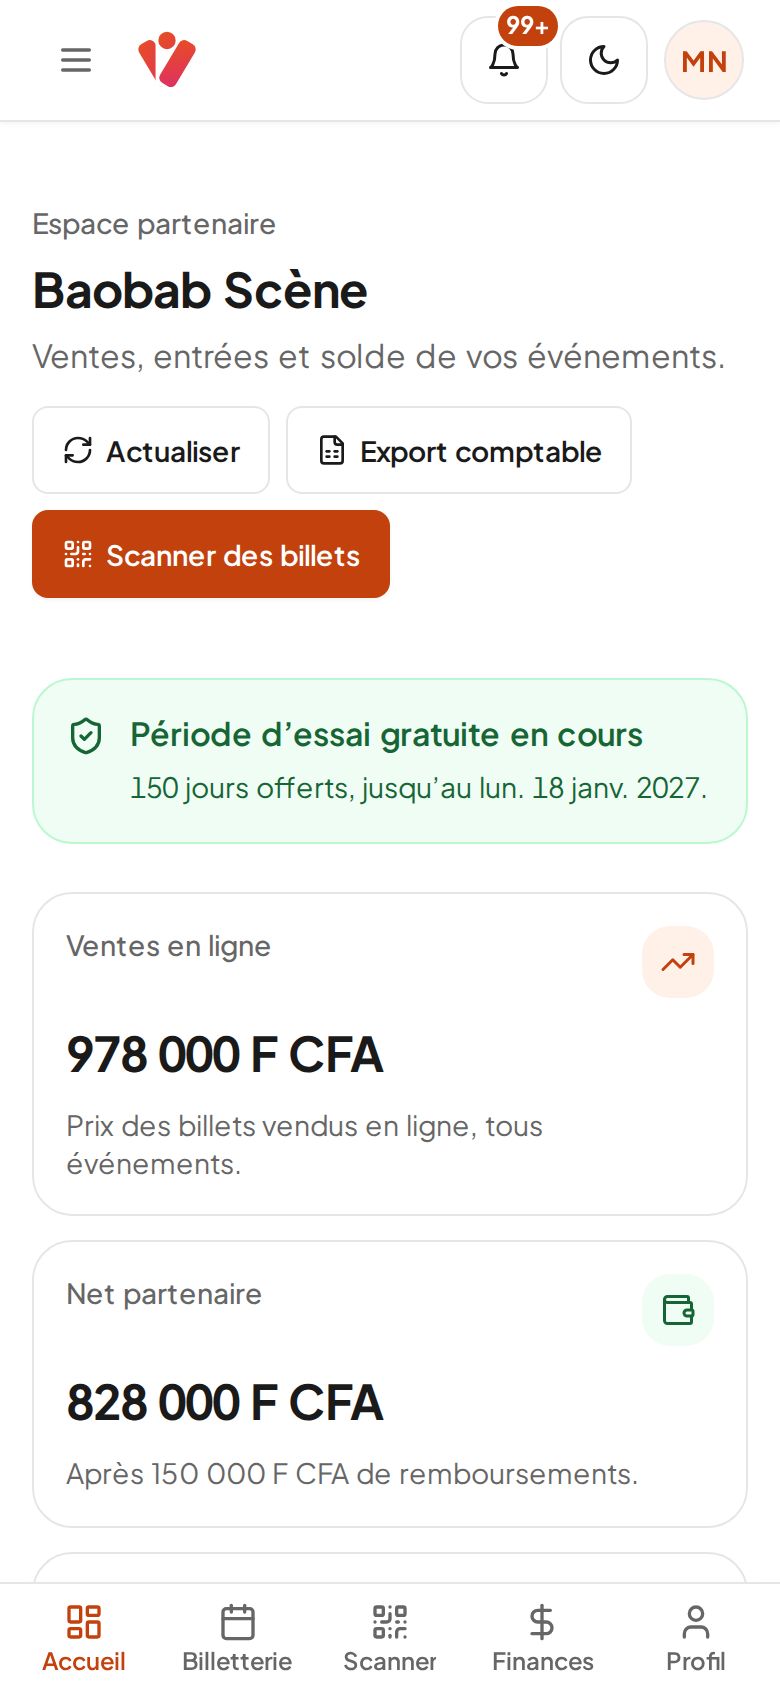 99+
MN
Espace partenaire
Baobab Scène
Ventes, entrées et solde de vos événements.
Actualiser
Export comptable
Scanner des billets
Période d’essai gratuite en cours
150 jours offerts, jusqu’au lun. 18 janv. 2027.
Ventes en ligne
978 000 F CFA
Prix des billets vendus en ligne, tous
événements.
Net partenaire
828 000 F CFA
Après 150 000 F CFA de remboursements.
Accueil
Billetterie
Scanner
Finances
Profil